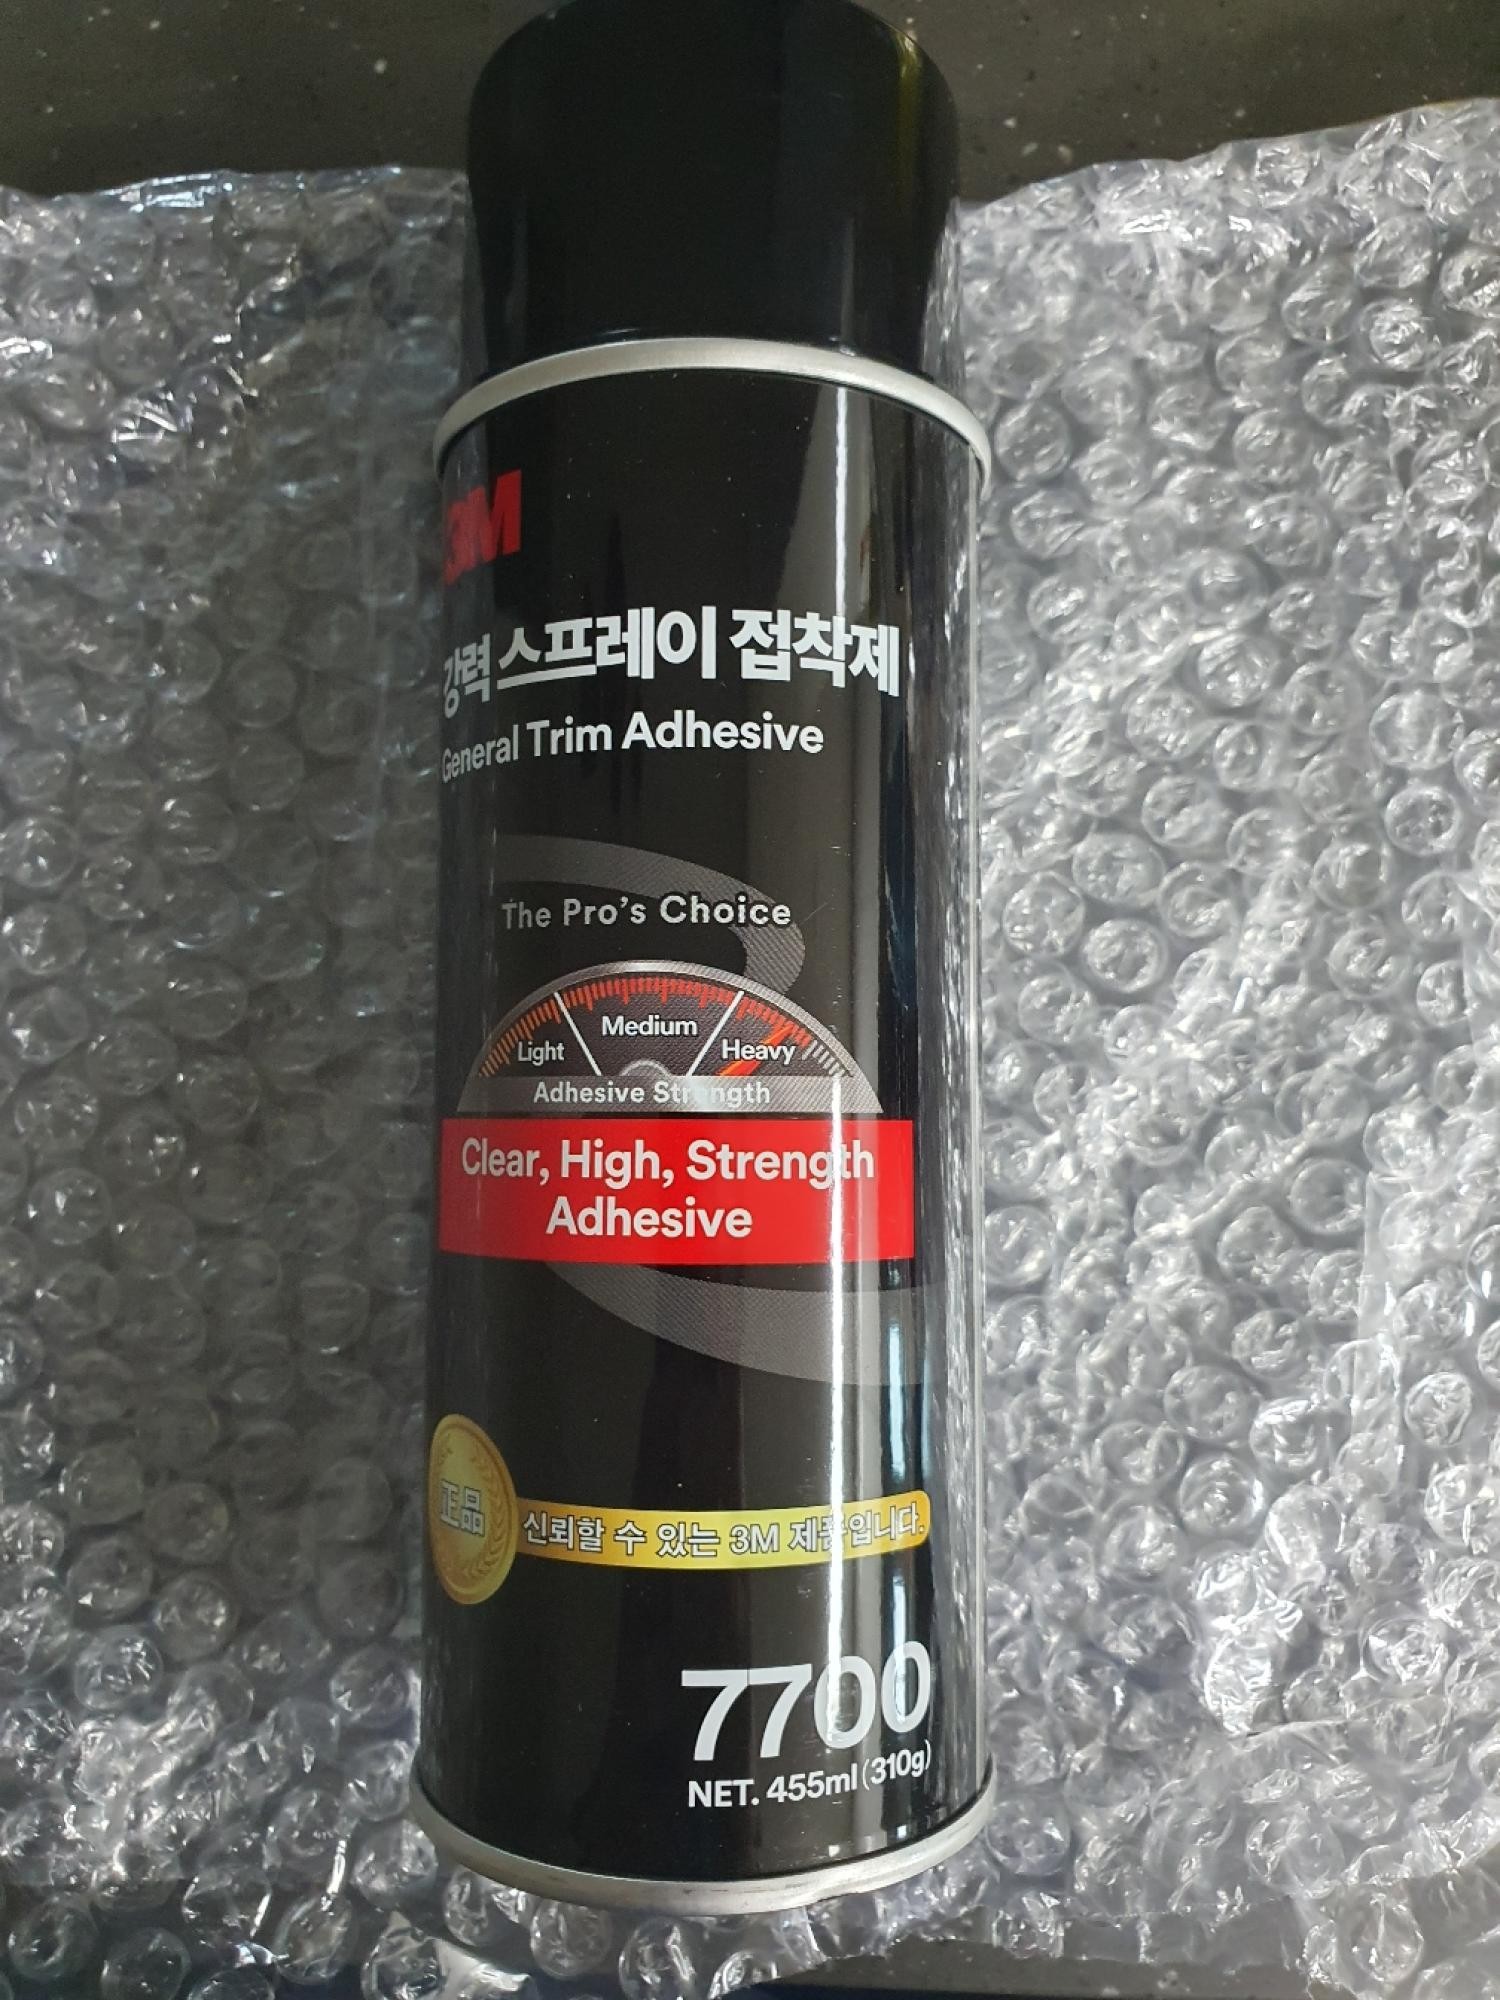 3M
강력 스프레이 접착제
General Trim Adhesive
The Pro's Choice
Light
Medium
Heavy
Adhesive Strength
Clear, High, Strength
Adhesive
正品
신뢰할 수 있는 3M 제품입니다.
7700
NET. 455ml (310g)